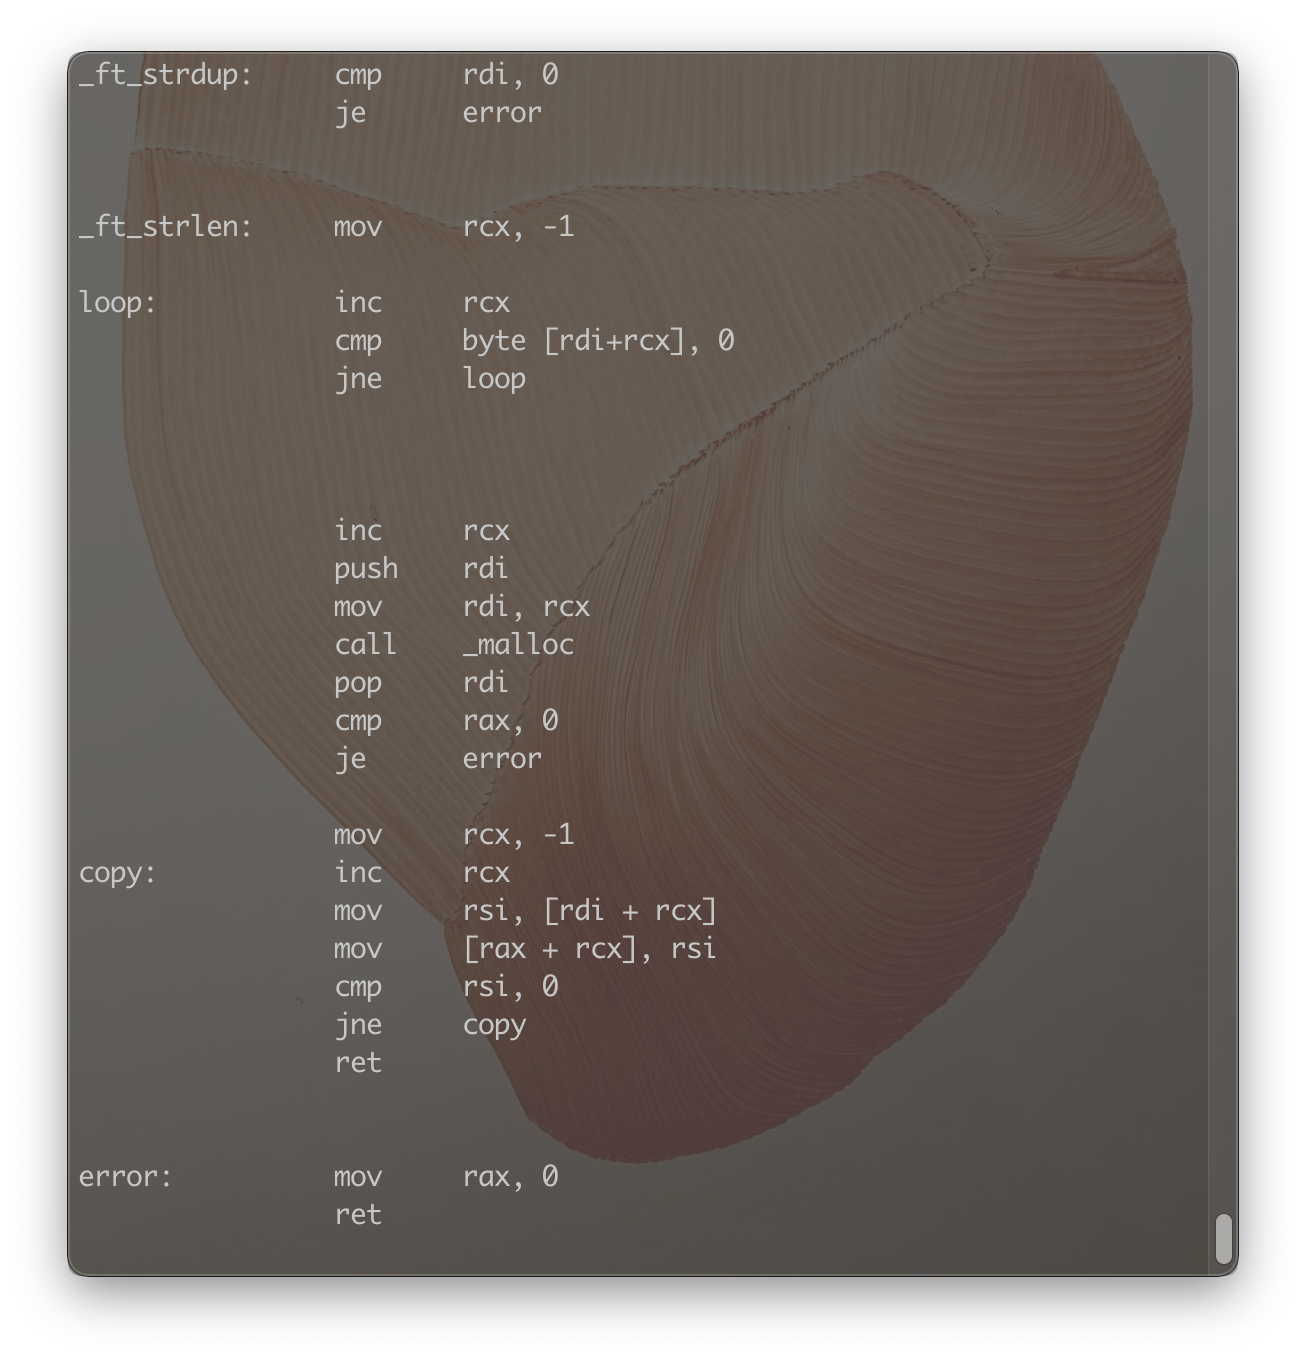 _ft_strdup: cmp rdi, 0
je error
_ft_strlen: mov rcx, -1
loop: inc rcx
cmp byte [rdi+rcx], 0
jne loop
inc rcx
push rdi
mov rdi, rcx
call _malloc
pop rdi
cmp rax, 0
je error
mov rcx, -1
copy: inc rcx
mov rsi, [rdi + rcx]
mov [rax + rcx], rsi
cmp rsi, 0
jne copy
ret
error: mov rax, 0
ret